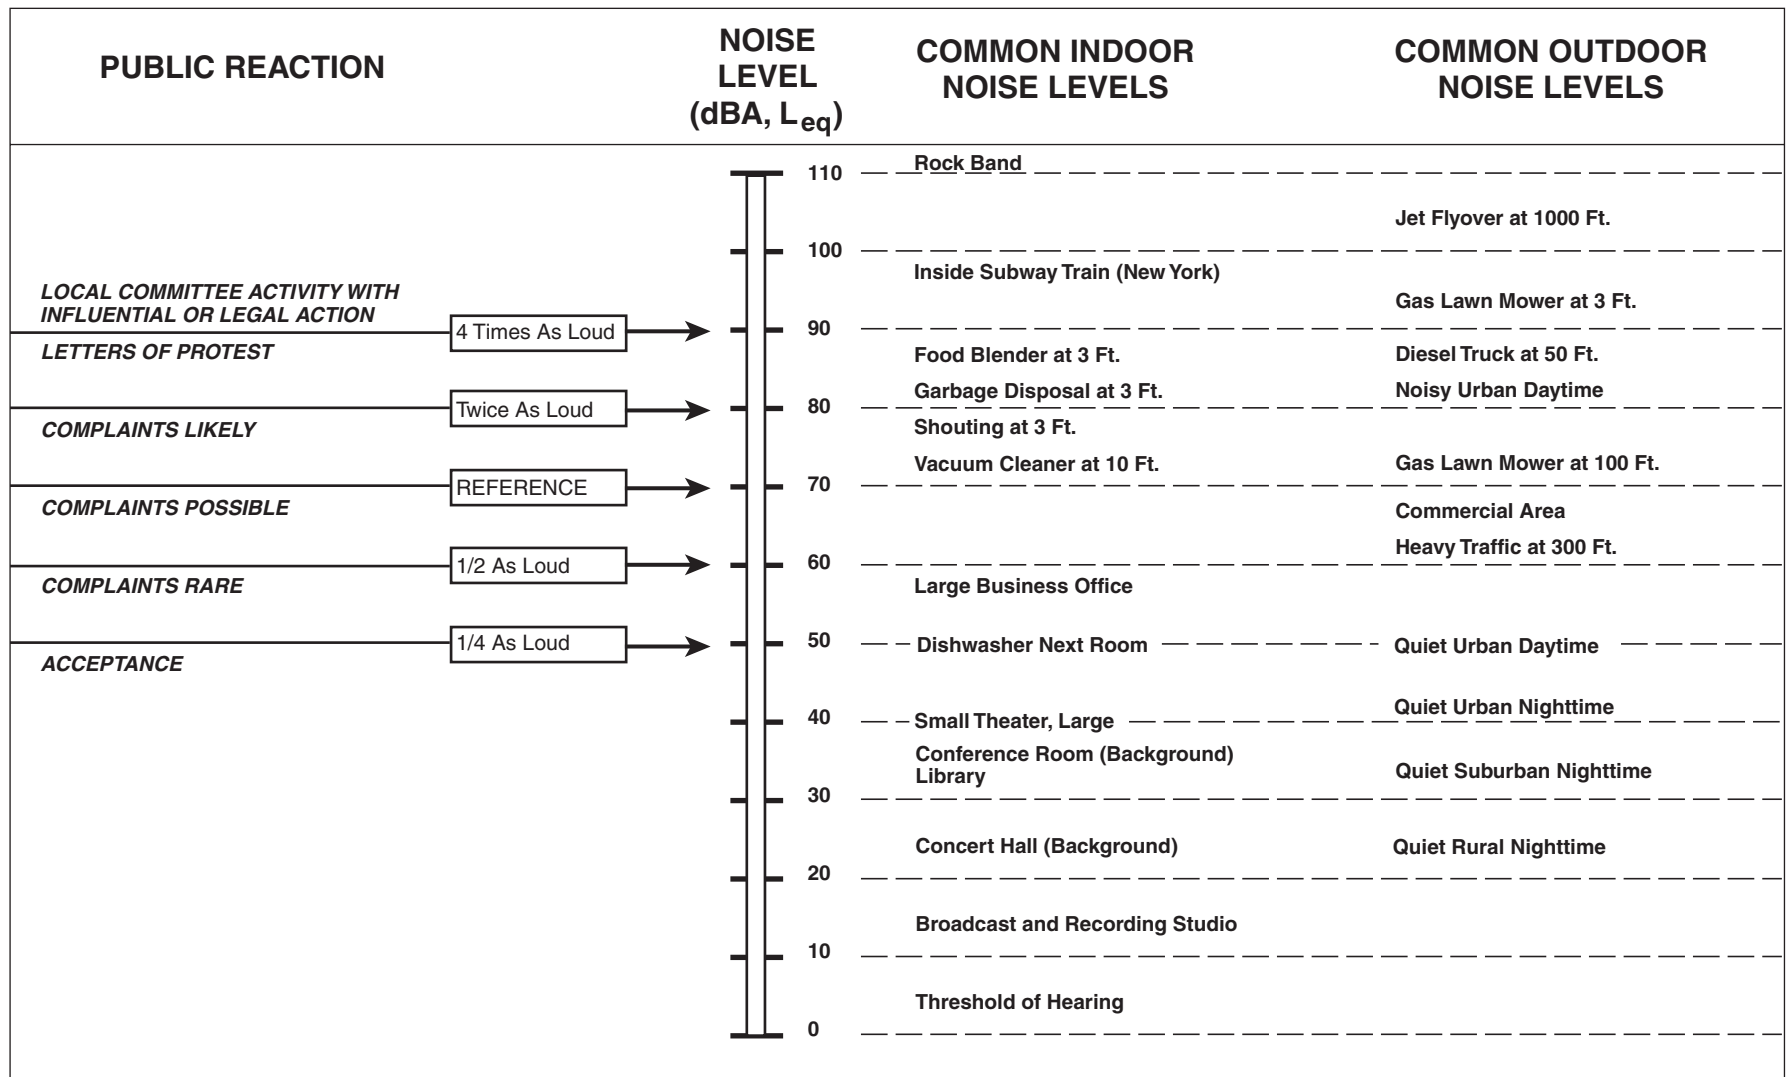 PUBLIC REACTION
NOISE
LEVEL
(dBA, Leq)
COMMON INDOOR
NOISE LEVELS
COMMON OUTDOOR
NOISE LEVELS
LOCAL COMMITTEE ACTIVITY WITH
INFLUENTIAL OR LEGAL ACTION
LETTERS OF PROTEST
COMPLAINTS LIKELY
COMPLAINTS POSSIBLE
COMPLAINTS RARE
ACCEPTANCE
4 Times As Loud
Twice As Loud
REFERENCE
1/2 As Loud
1/4 As Loud
110
100
90
80
70
60
50
40
30
20
10
0
Rock Band
Inside Subway Train (New York)
Food Blender at 3 Ft.
Garbage Disposal at 3 Ft.
Shouting at 3 Ft.
Vacuum Cleaner at 10 Ft.
Large Business Office
Dishwasher Next Room
Small Theater, Large
Conference Room (Background)
Library
Concert Hall (Background)
Broadcast and Recording Studio
Threshold of Hearing
Jet Flyover at 1000 Ft.
Gas Lawn Mower at 3 Ft.
Diesel Truck at 50 Ft.
Noisy Urban Daytime
Gas Lawn Mower at 100 Ft.
Commercial Area
Heavy Traffic at 300 Ft.
Quiet Urban Daytime
Quiet Urban Nighttime
Quiet Suburban Nighttime
Quiet Rural Nighttime